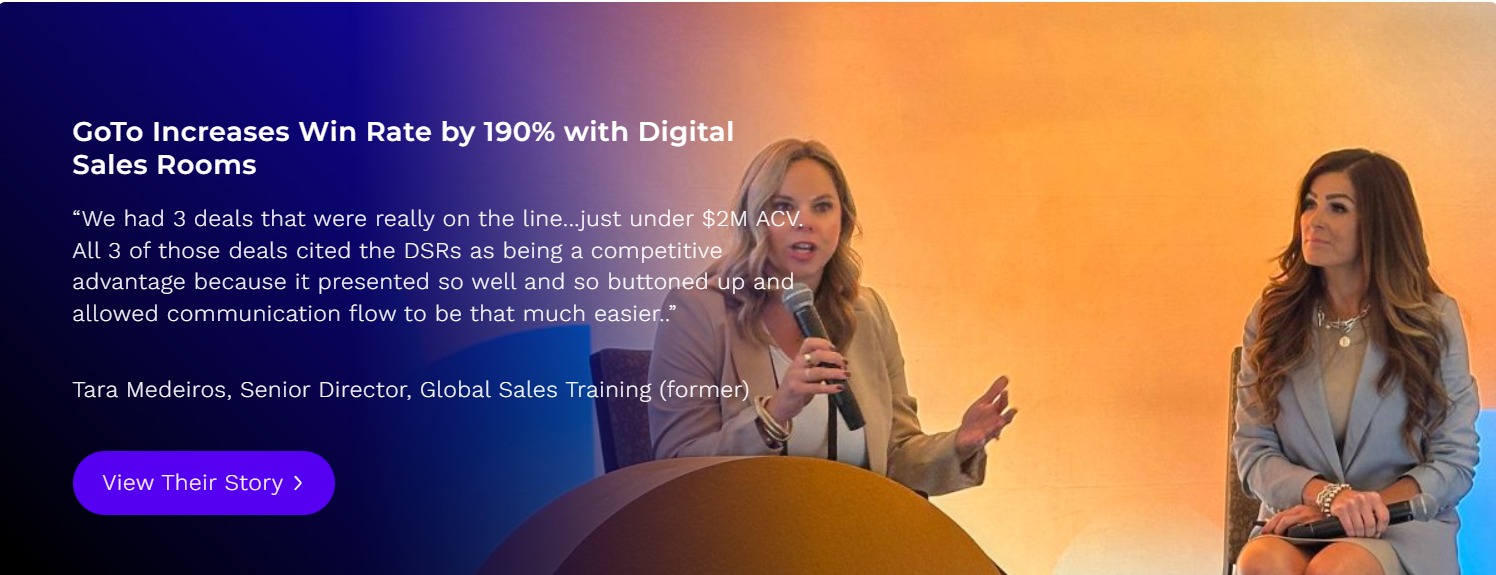 GoTo Increases Win Rate by 190% with Digital
Sales Rooms
“We had 3 deals that were really on the line...just under $2M ACV.
All 3 of those deals cited the DSRs as being a competitive
advantage because it presented so well and so buttoned up and
allowed communication flow to be that much easier..”
Tara Medeiros, Senior Director, Global Sales Training (former)
View Their Story >